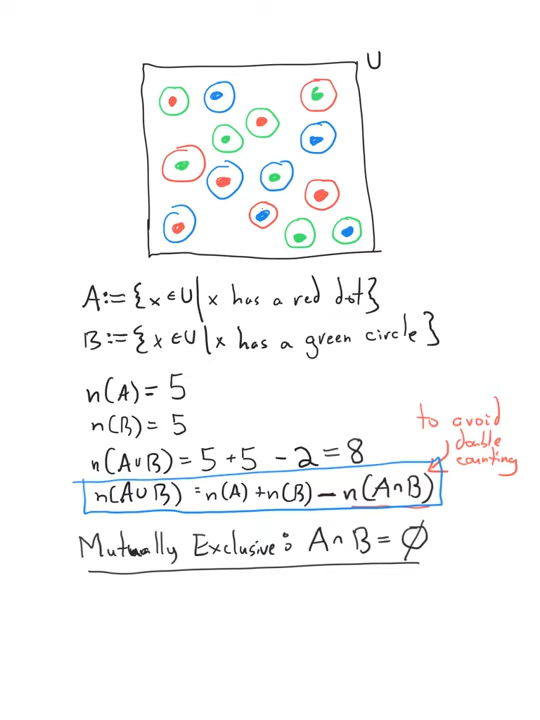 U
A:= {x ∈ U | x has a red dot}
B:= {x ∈ U | x has a green circle}
n(A) = 5
n(B) = 5
n(A∪B) = 5 + 5 - 2 = 8
n(A∪B) = n(A) + n(B) - n(A∩B)
to avoid
double
counting
Mutually Exclusive: A∩B = ∅